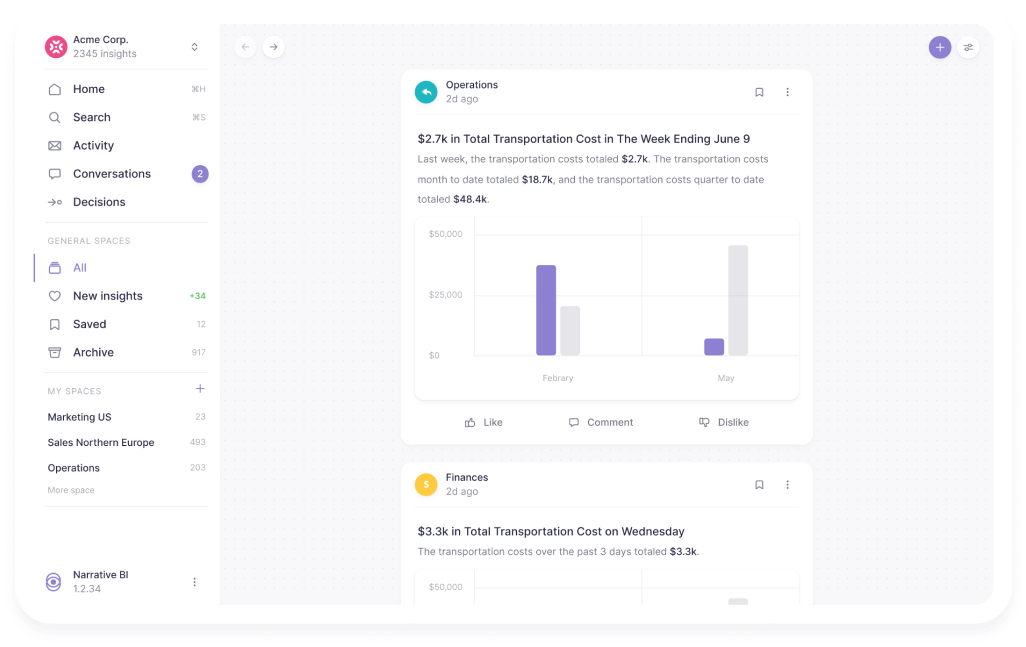 Acme Corp.
2345 insights
Home ⌘H
Search ⌘S
Activity
Conversations 2
Decisions
GENERAL SPACES
All
New insights +34
Saved 12
Archive 917
MY SPACES
Marketing US 23
Sales Northern Europe 493
Operations 203
More space
Narrative BI
1.2.34
Operations
2d ago
$2.7k in Total Transportation Cost in The Week Ending June 9
Last week, the transportation costs totaled $2.7k. The transportation costs
month to date totaled $18.7k, and the transportation costs quarter to date
totaled $48.4k.
$50,000
$25,000
$0
Febrary May
Like Comment Dislike
Finances
2d ago
$3.3k in Total Transportation Cost on Wednesday
The transportation costs over the past 3 days totaled $3.3k.
$50,000